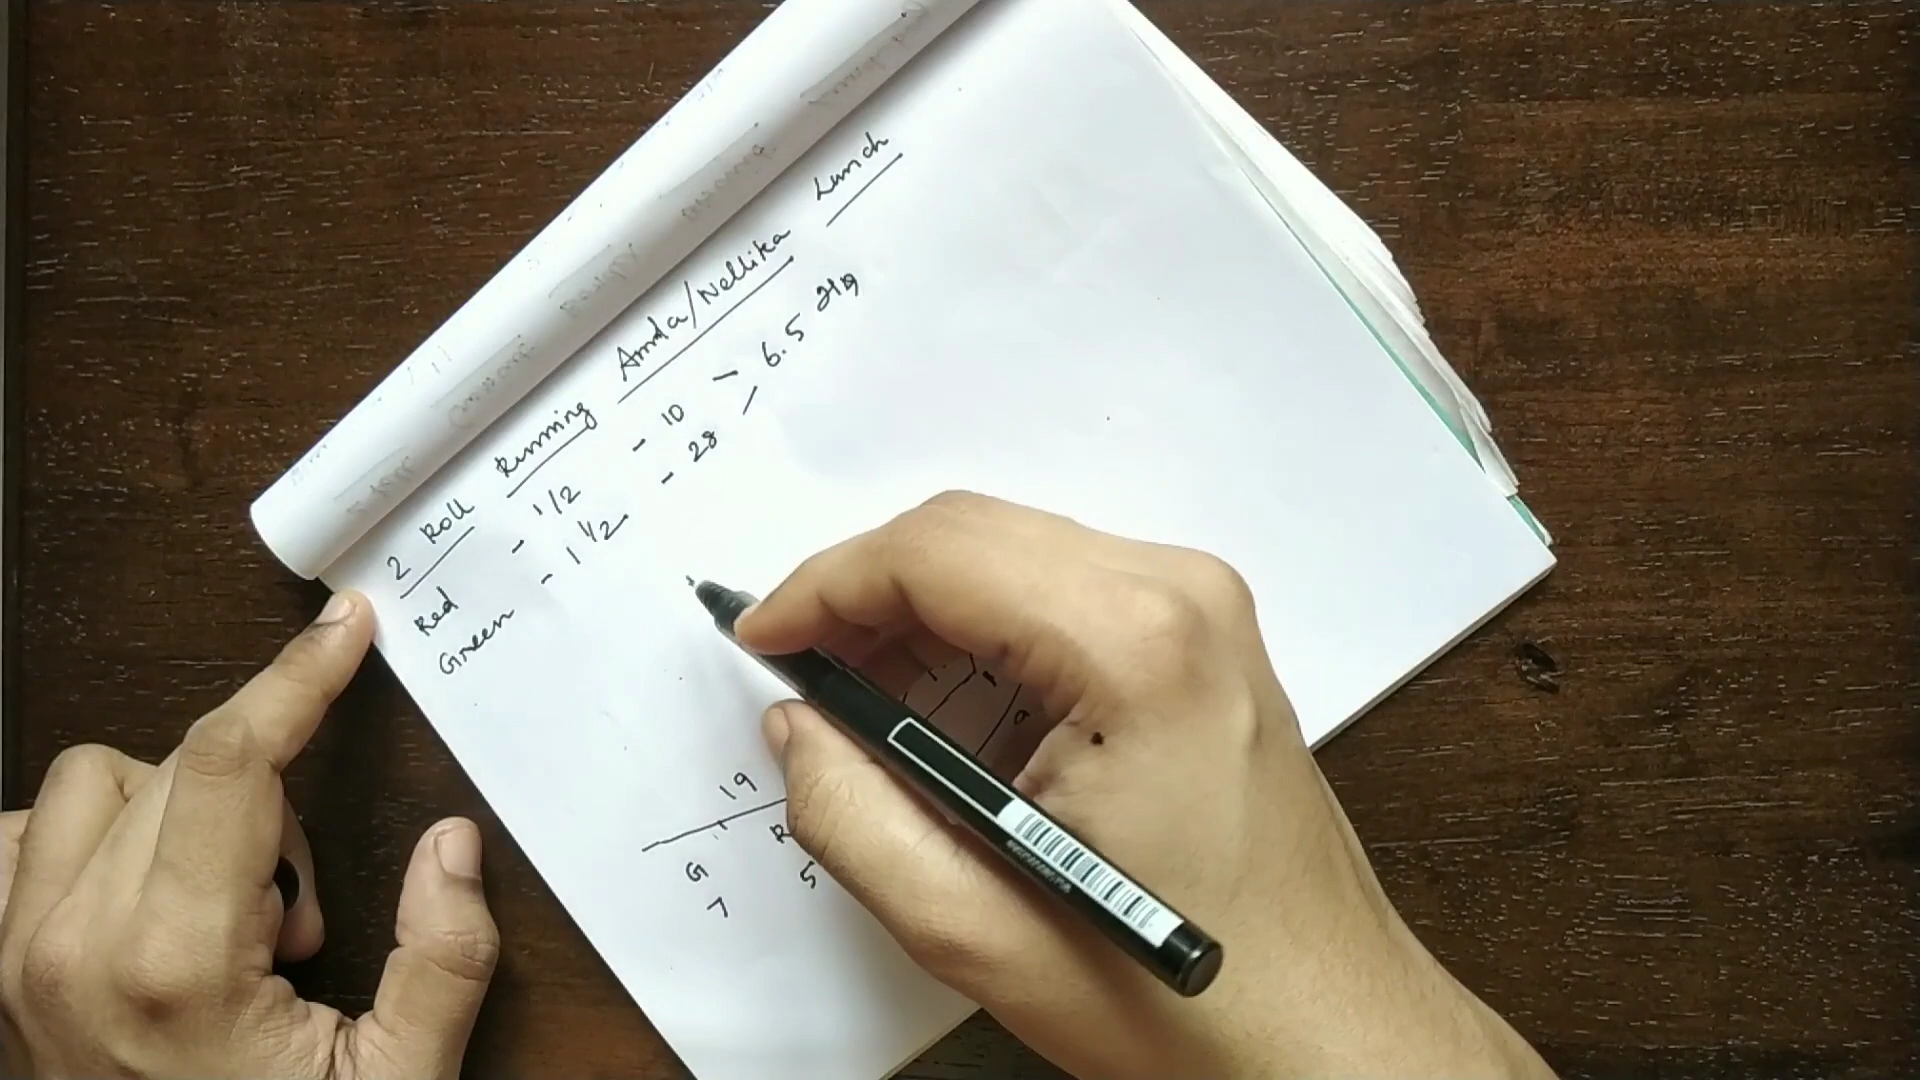 2 Roll Running Amla/Nellika Lunch
Red - 1/2 - 10
Green - 1 1/2 - 28 - 6.5
19
G R
7 5